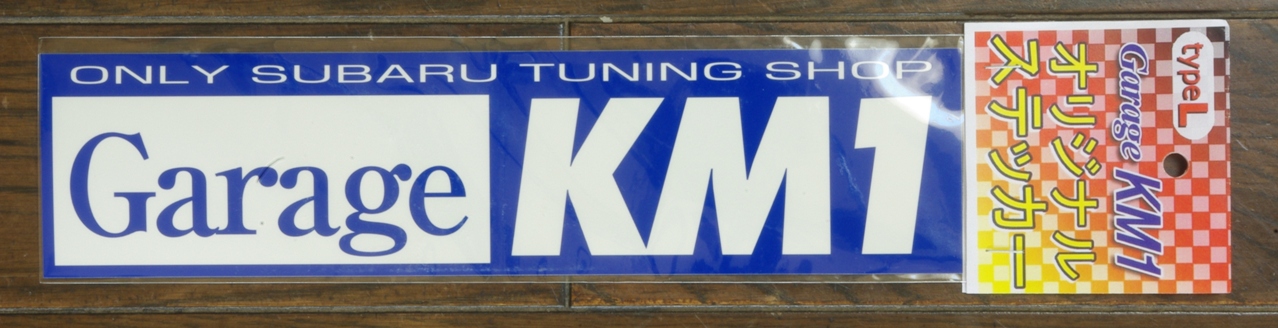 ONLY SUBARU TUNING SHOP
Garage KM1
typeL
Garage KM1
オリジナル
ステッカー